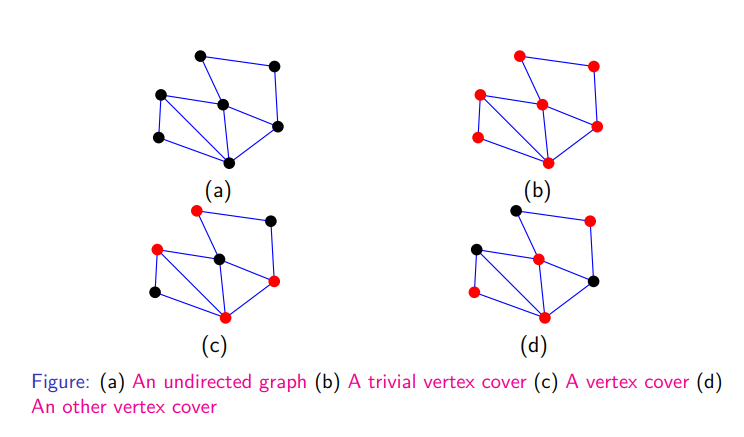 (a) (b)
(c) (d)
Figure: (a) An undirected graph (b) A trivial vertex cover (c) A vertex cover (d)
An other vertex cover